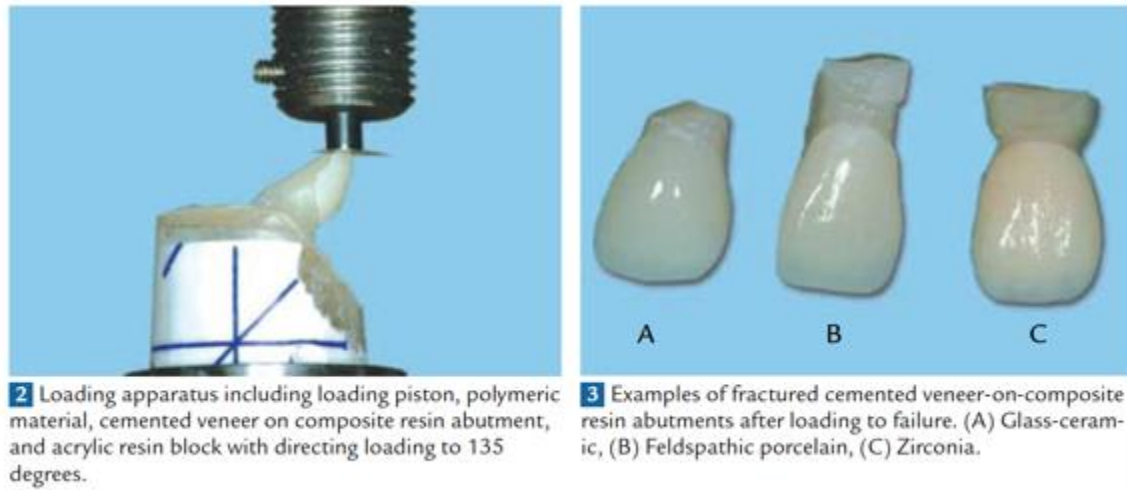 A
B
C
2 Loading apparatus including loading piston, polymeric
material, cemented veneer on composite resin abutment,
and acrylic resin block with directing loading to 135
degrees.
3 Examples of fractured cemented veneer-on-composite
resin abutments after loading to failure. (A) Glass-ceram-
ic, (B) Feldspathic porcelain, (C) Zirconia.